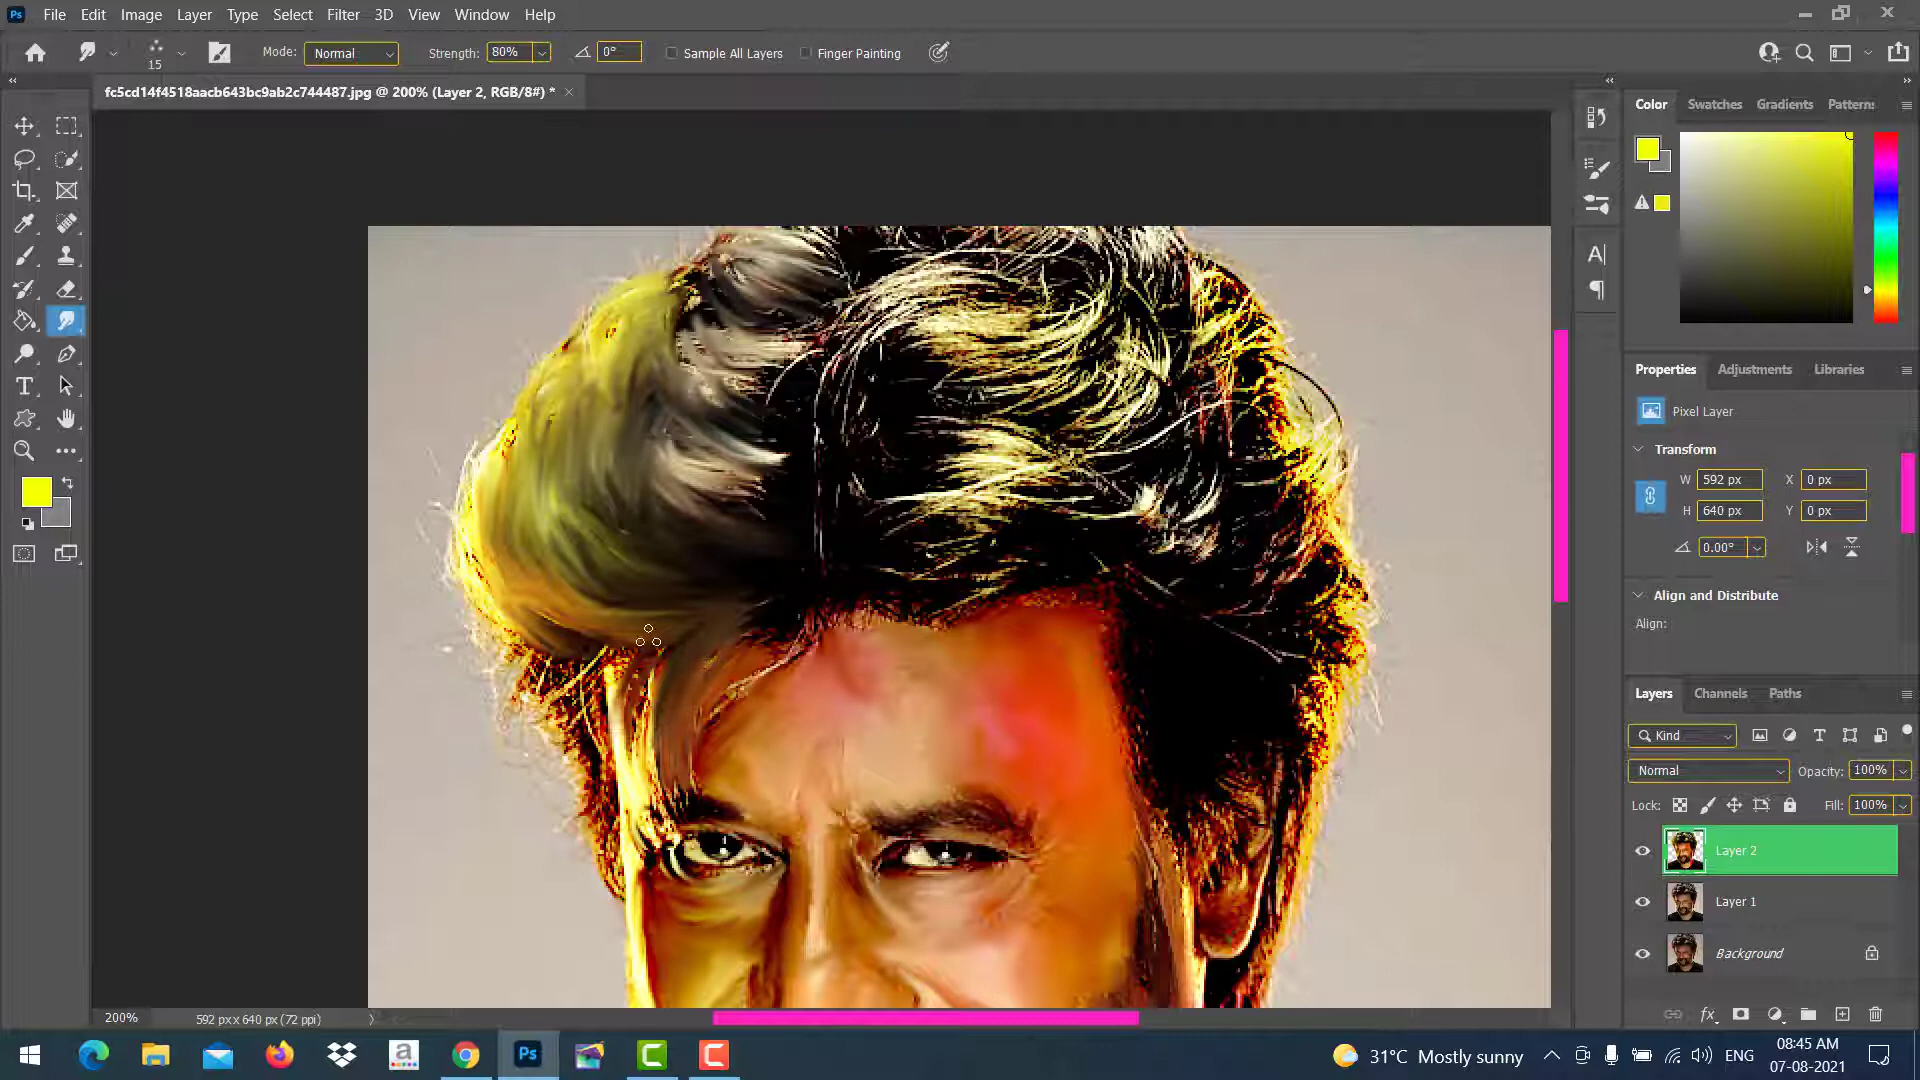 Ps File Edit Image Layer Type Select Filter 3D View Window Help
15 Mode: Normal Strength: 80% 0° Sample All Layers Finger Painting
fc5cd14f4518aacb643bc9ab2c744487.jpg @ 200% (Layer 2, RGB/8#) * ×
Color Swatches Gradients Patterns
Properties Adjustments Libraries
Pixel Layer
Transform
W 592 px X 0 px
H 640 px Y 0 px
0.00°
Align and Distribute
Align:
Layers Channels Paths
Kind
Normal Opacity: 100%
Lock: Fill: 100%
Layer 2
Layer 1
Background
fx
200% 592 px x 640 px (72 ppi)
a Ps C C 31°C Mostly sunny ENG 08:45 AM
07-08-2021